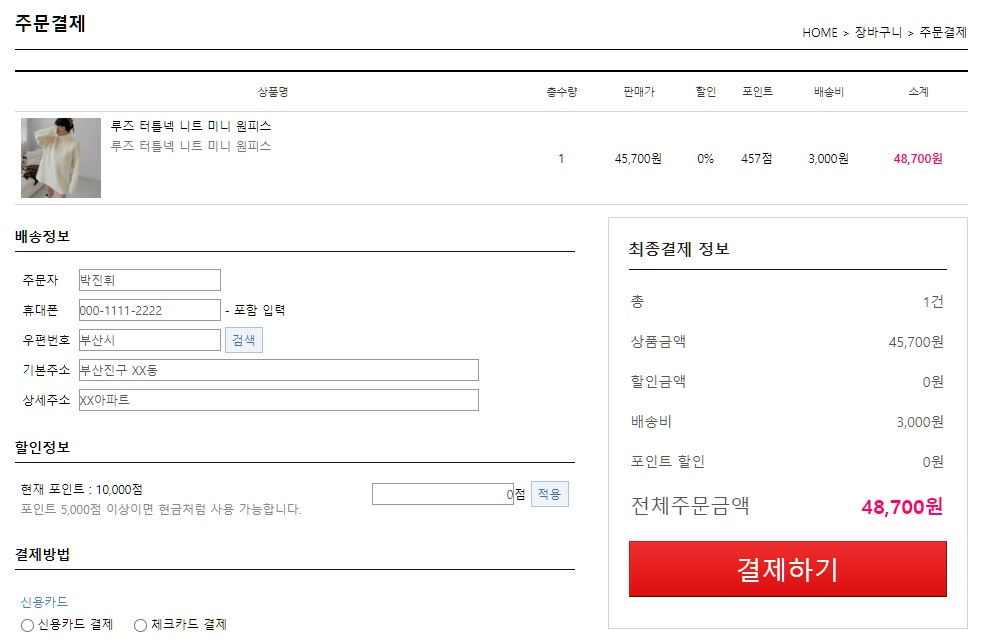 주문결제
HOME > 장바구니 > 주문결제
상품명 총수량 판매가 할인 포인트 배송비 소계
루즈 터틀넥 니트 미니 원피스
루즈 터틀넥 니트 미니 원피스
1 45,700원 0% 457점 3,000원 48,700원
배송정보
주문자 박진휘
휴대폰 000-1111-2222 - 포함 입력
우편번호 부산시 검색
기본주소 부산진구 XX동
상세주소 XX아파트
할인정보
현재 포인트 : 10,000점
포인트 5,000점 이상이면 현금처럼 사용 가능합니다.
0점 적용
결제방법
신용카드
신용카드 결제 체크카드 결제
최종결제 정보
총 1건
상품금액 45,700원
할인금액 0원
배송비 3,000원
포인트 할인 0원
전체주문금액 48,700원
결제하기